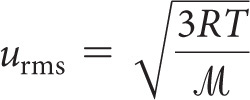 u_rms = √(3RT/ℳ)